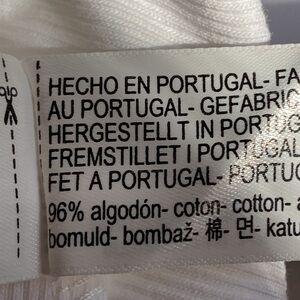 HECHO EN PORTUGAL- FA
AU PORTUGAL- GEFABRIC
HERGESTELLT IN PORTU
FREMSTILLET I PORTUGAL
FET A PORTUGAL- PORTUG
96% algodón- coton- cotton- a
bomuld- bombaž- 棉- 면- katu